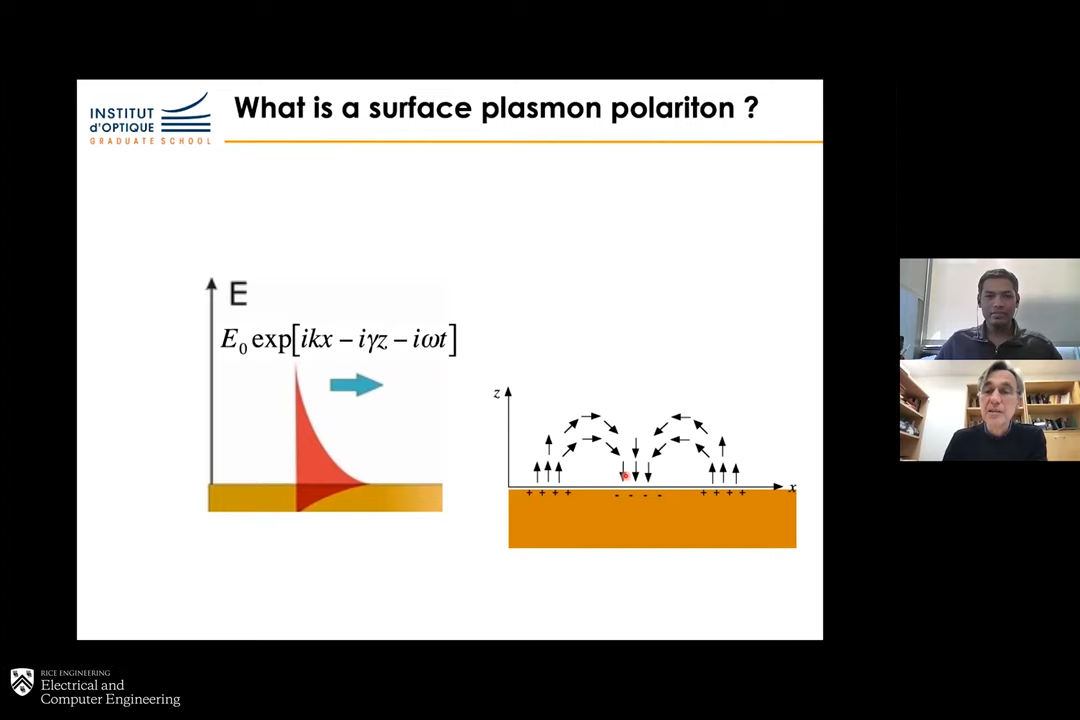 INSTITUT
d'OPTIQUE
GRADUATE SCHOOL
What is a surface plasmon polariton ?
E
E₀ exp[ikx − iγz − iωt]
z
x
+ + + +
- - - -
+ + + +
RICE ENGINEERING
Electrical and
Computer Engineering